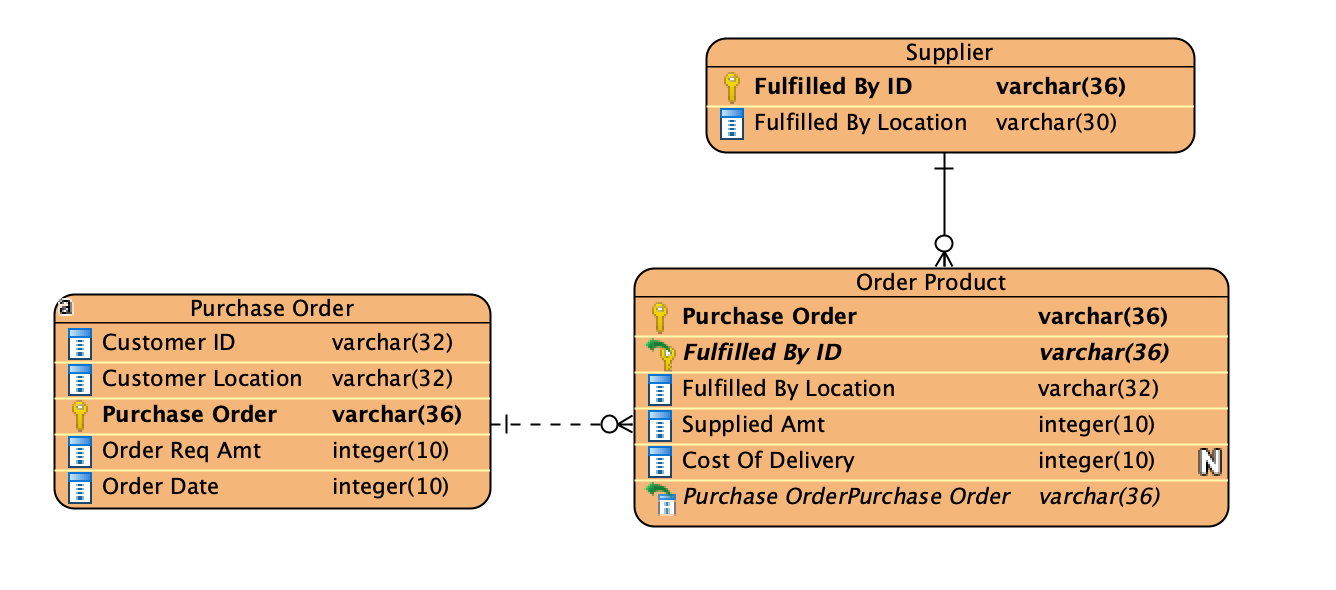 Supplier
Fulfilled By ID varchar(36)
Fulfilled By Location varchar(30)
a
Purchase Order
Customer ID varchar(32)
Customer Location varchar(32)
Purchase Order varchar(36)
Order Req Amt integer(10)
Order Date integer(10)
Order Product
Purchase Order varchar(36)
Fulfilled By ID varchar(36)
Fulfilled By Location varchar(32)
Supplied Amt integer(10)
Cost Of Delivery integer(10) N
Purchase OrderPurchase Order varchar(36)